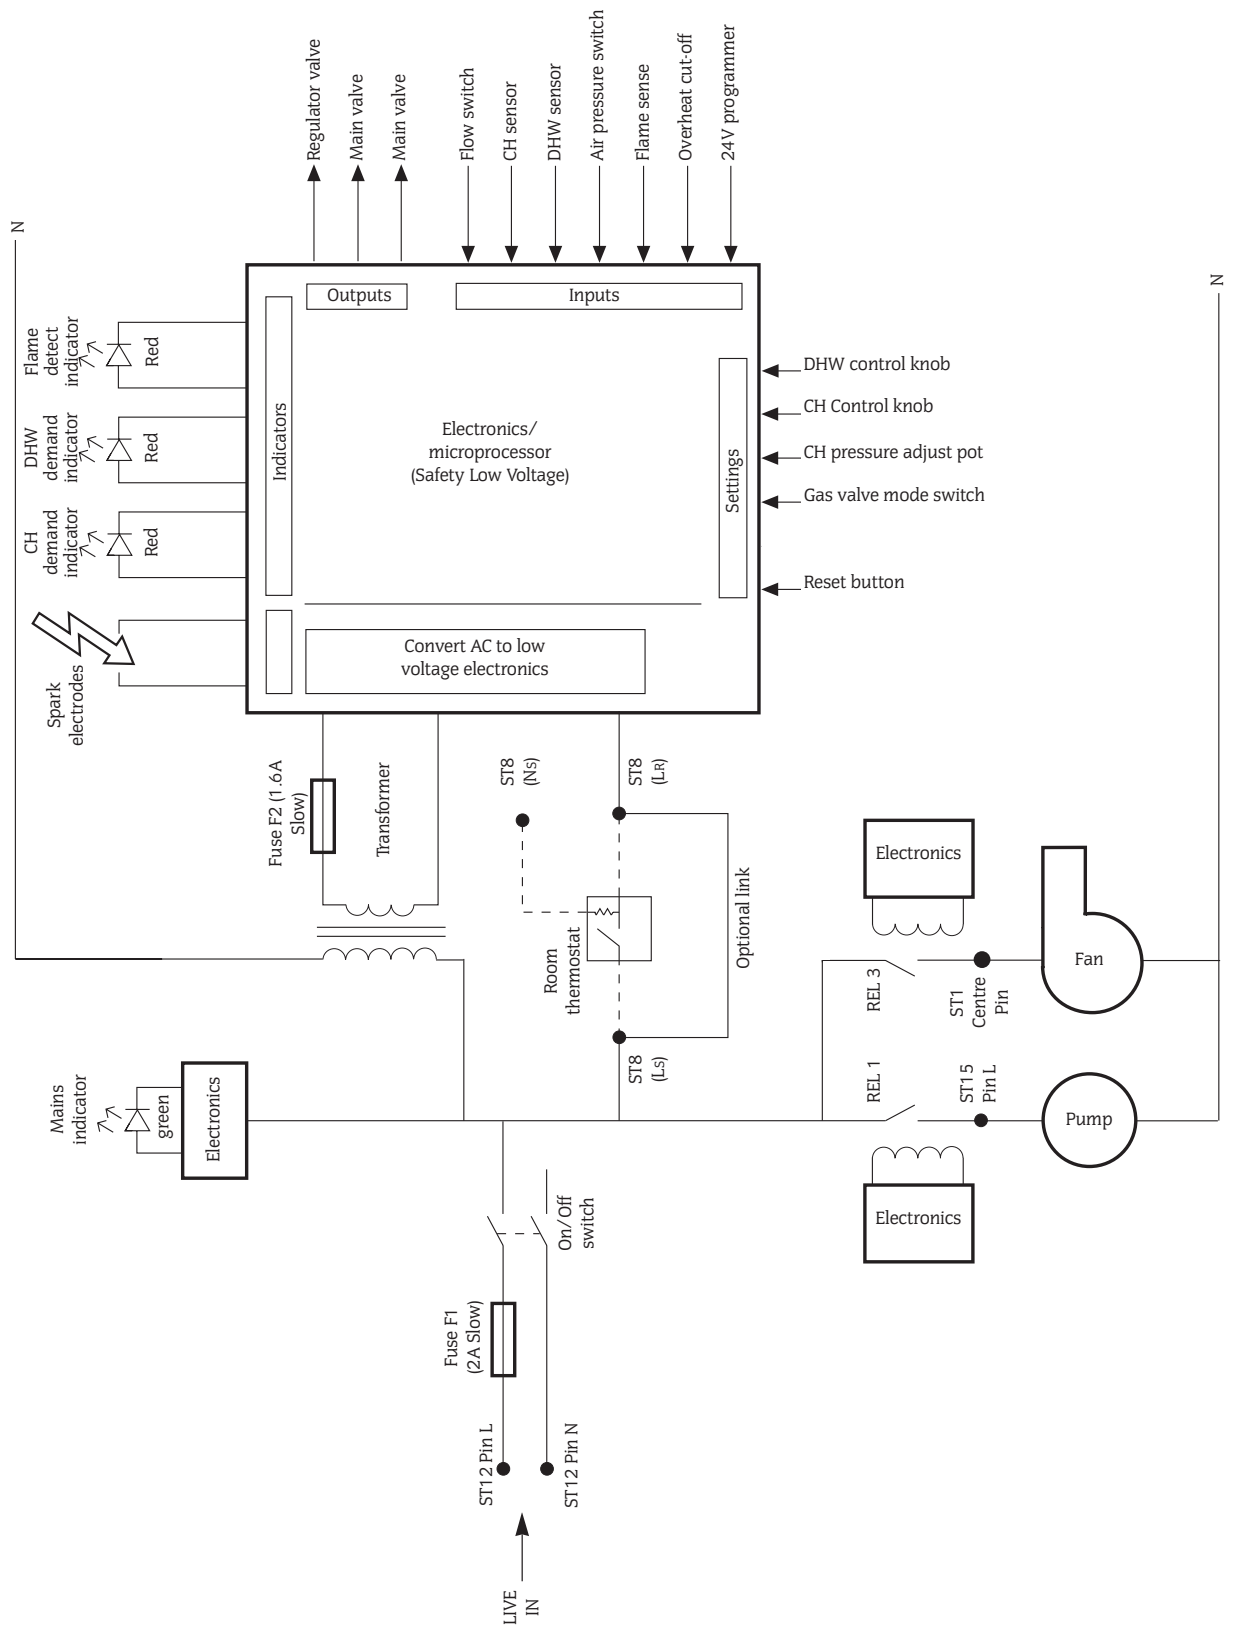 N
Regulator valve
Main valve
Main valve
Flow switch
CH sensor
DHW sensor
Air pressure switch
Flame sense
Overheat cut-off
24V programmer
N
Flame
detect
indicator
Red
DHW
demand
indicator
Red
CH
demand
indicator
Red
Spark
electrodes
Outputs
Inputs
Indicators
Electronics/
microprocessor
(Safety Low Voltage)
Settings
DHW control knob
CH Control knob
CH pressure adjust pot
Gas valve mode switch
Reset button
Convert AC to low
voltage electronics
Fuse F2 (1.6A
Slow)
Transformer
ST8
(NS)
ST8
(LR)
Room
thermostat
Optional link
ST8
(LS)
Electronics
REL 3
ST1
Centre
Pin
Fan
Mains
indicator
green
Electronics
REL 1
ST15
Pin L
Pump
Electronics
On/Off
switch
Fuse F1
(2A Slow)
ST12 Pin L
ST12 Pin N
LIVE
IN